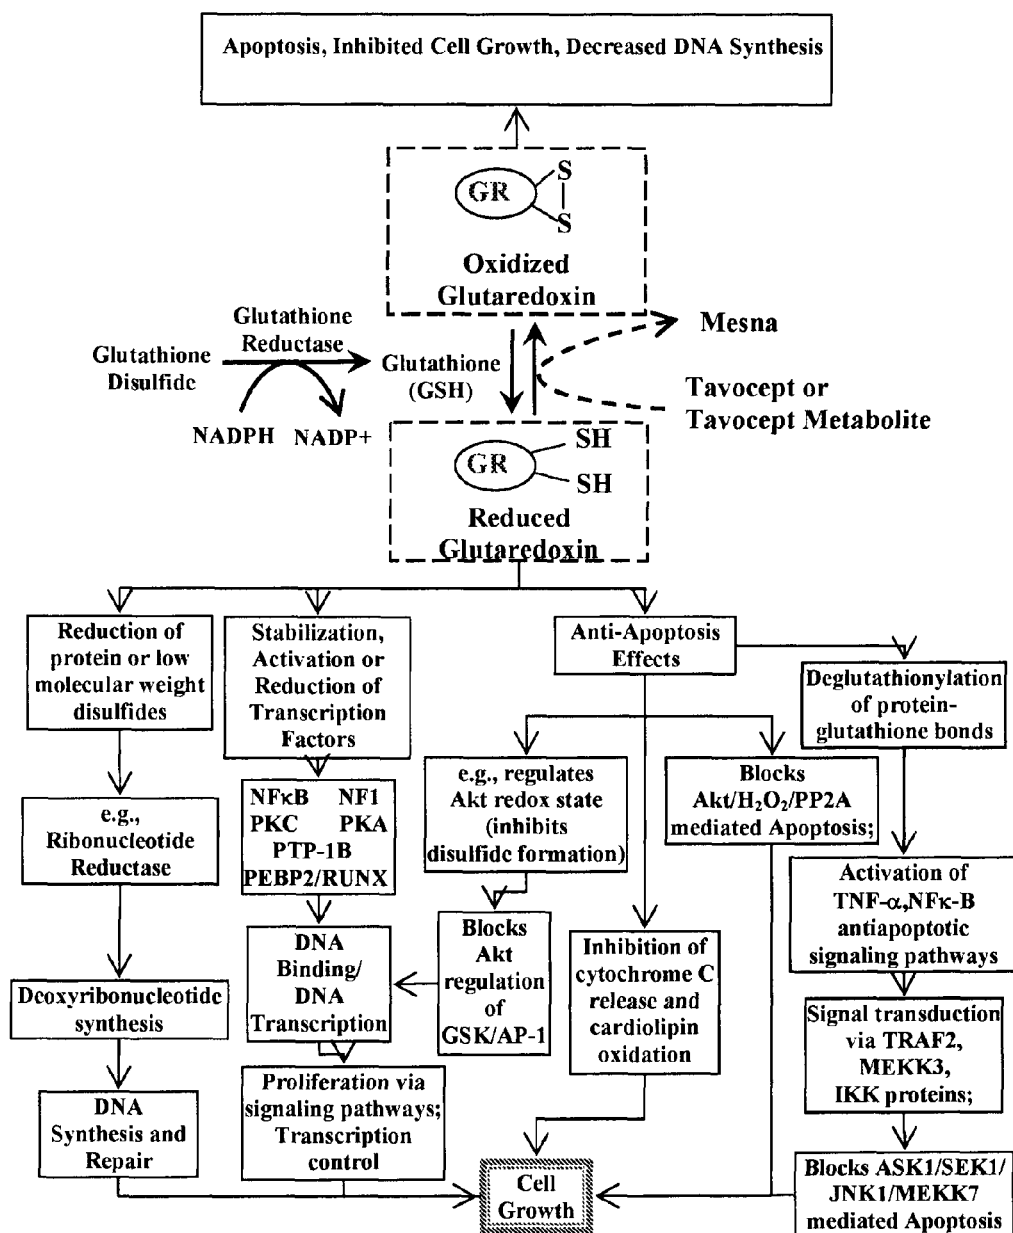 Apoptosis, Inhibited Cell Growth, Decreased DNA Synthesis
GR
S
S
Oxidized
Glutaredoxin
Glutathione
Reductase
Glutathione
Disulfide
NADPH NADP+
Glutathione
(GSH)
Mesna
Tavocept or
Tavocept Metabolite
GR
SH
SH
Reduced
Glutaredoxin
Reduction of
protein or low
molecular weight
disulfides
e.g.,
Ribonucleotide
Reductase
Deoxyribonucleotide
synthesis
DNA
Synthesis and
Repair
Stabilization,
Activation or
Reduction of
Transcription
Factors
NFκB NF1
PKC PKA
PTP-1B
PEBP2/RUNX
DNA
Binding/
DNA
Transcription
Proliferation via
signaling pathways;
Transcription
control
Anti-Apoptosis
Effects
e.g., regulates
Akt redox state
(inhibits
disulfide formation)
Blocks
Akt
regulation
of
GSK/AP-1
Inhibition of
cytochrome C
release and
cardiolipin
oxidation
Blocks
Akt/H₂O₂/PP2A
mediated Apoptosis;
Deglutathionylation
of protein-
glutathione bonds
Activation of
TNF-α,NFκ-B
antiapoptotic
signaling pathways
Signal transduction
via TRAF2,
MEKK3,
IKK proteins;
Blocks ASK1/SEK1/
JNK1/MEKK7
mediated Apoptosis
Cell
Growth